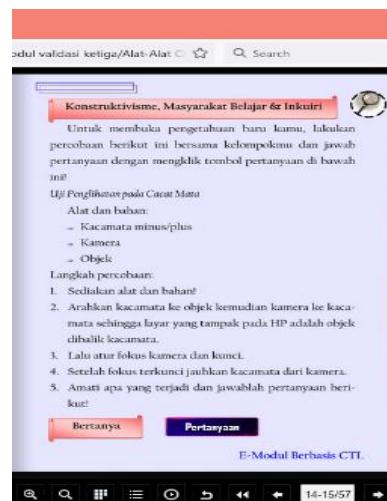 odul validasi ketiga/Alat-Alat O
Search
Konstruktivisme, Masyarakat Belajar & Inkuiri
Untuk membuka pengetahuan baru kamu, lakukan
percobaan berikut ini bersama kelompokmu dan jawab
pertanyaan dengan mengklik tombol pertanyaan di bawah
ini!
Uji Penglihatan pada Cacat Mata
Alat dan bahan:
- Kacamata minus/plus
- Kamera
- Objek
Langkah percobaan:
1. Sediakan alat dan bahan!
2. Arahkan kacamata ke objek kemudian kamera ke kaca-
mata sehingga layar yang tampak pada HP adalah objek
dibalik kacamata.
3. Lalu atur fokus kamera dan kunci.
4. Setelah fokus terkunci jauhkan kacamata dari kamera.
5. Amati apa yang terjadi dan jawablah pertanyaan beri-
kut!
Bertanya
Pertanyaan
E-Modul Berbasis CTL
14-15/57